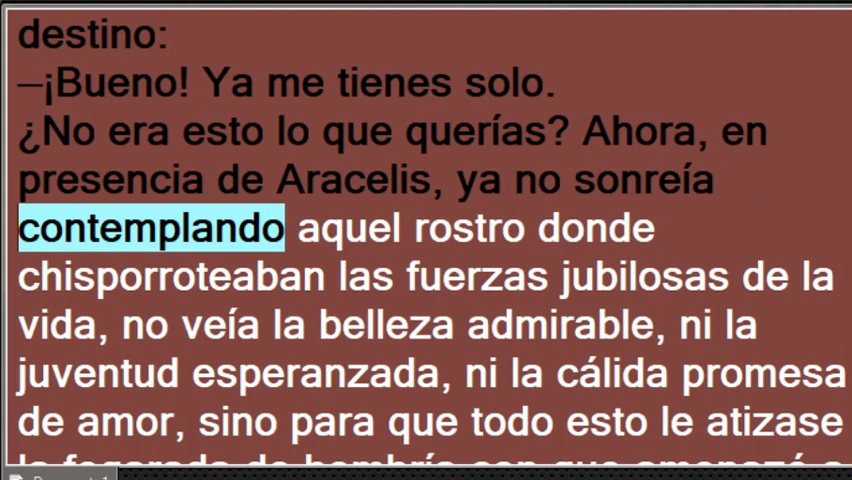 destino:
—¡Bueno! Ya me tienes solo.
¿No era esto lo que querías? Ahora, en
presencia de Aracelis, ya no sonreía
contemplando aquel rostro donde
chisporroteaban las fuerzas jubilosas de la
vida, no veía la belleza admirable, ni la
juventud esperanzada, ni la cálida promesa
de amor, sino para que todo esto le atizase